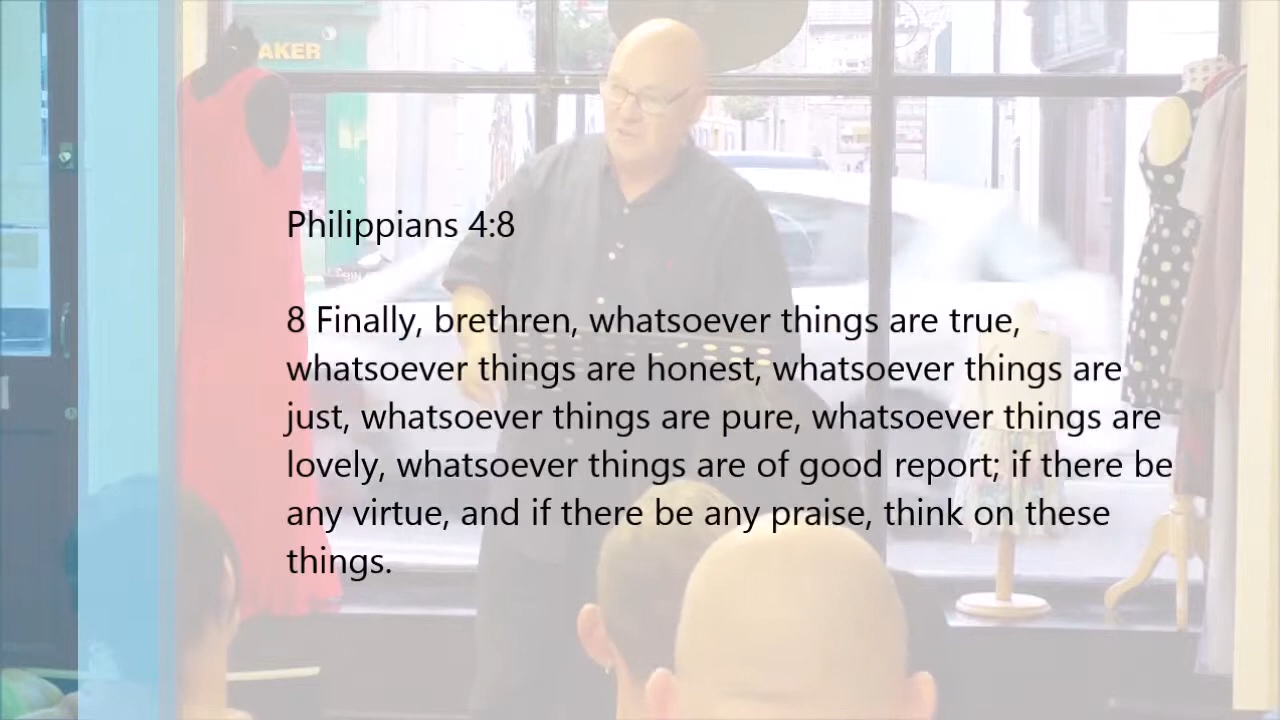 AKER
Philippians 4:8
8 Finally, brethren, whatsoever things are true,
whatsoever things are honest, whatsoever things are
just, whatsoever things are pure, whatsoever things are
lovely, whatsoever things are of good report; if there be
any virtue, and if there be any praise, think on these
things.